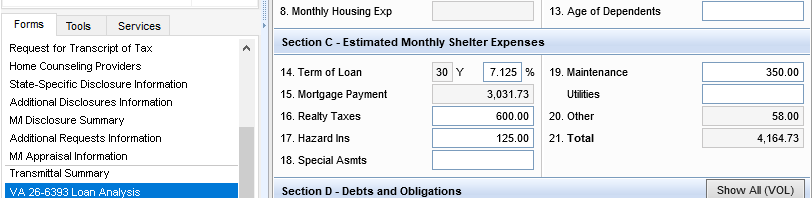 Forms Tools Services
Request for Transcript of Tax
Home Counseling Providers
State-Specific Disclosure Information
Additional Disclosures Information
M/I Disclosure Summary
Additional Requests Information
M/I Appraisal Information
Transmittal Summary
VA 26-6393 Loan Analysis
8. Monthly Housing Exp 13. Age of Dependents
Section C - Estimated Monthly Shelter Expenses
14. Term of Loan 30 Y 7.125 % 19. Maintenance 350.00
15. Mortgage Payment 3,031.73 Utilities
16. Realty Taxes 600.00 20. Other 58.00
17. Hazard Ins 125.00 21. Total 4,164.73
18. Special Asmts
Section D - Debts and Obligations Show All (VOL)